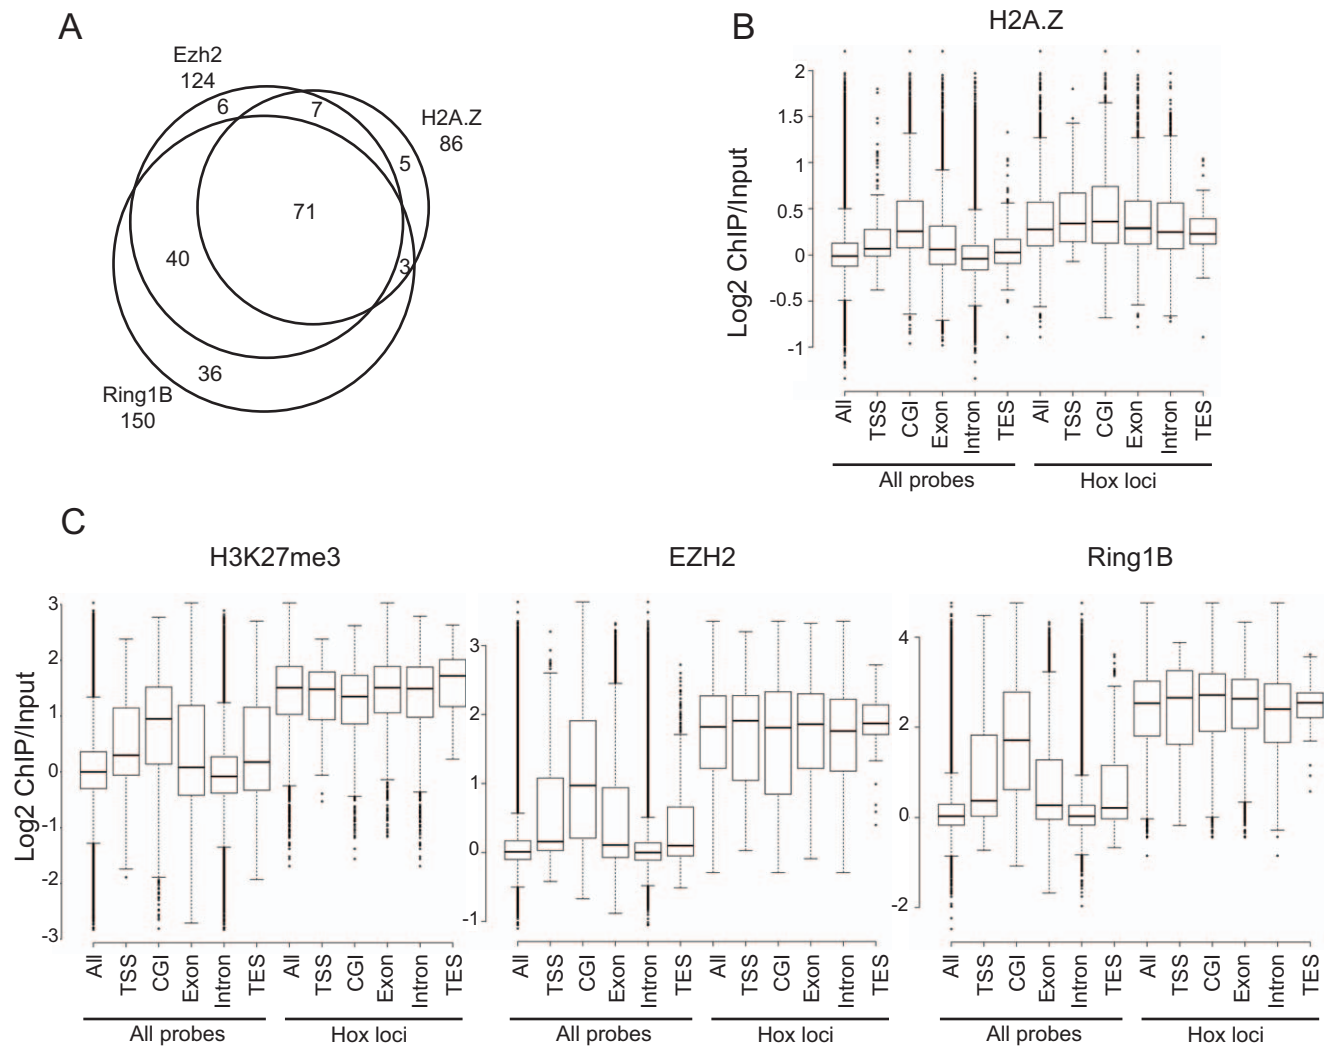 A
Ezh2
124
6
7
H2A.Z
86
5
71
40
3
36
Ring1B
150
B
H2A.Z
Log2 ChIP/Input
2
1.5
1
0.5
0
-0.5
-1
All TSS CGI Exon Intron TES All TSS CGI Exon Intron TES
All probes Hox loci
C
H3K27me3
Log2 ChIP/Input
3
2
1
0
-1
-2
-3
All TSS CGI Exon Intron TES All TSS CGI Exon Intron TES
All probes Hox loci
EZH2
3
2
1
0
-1
All TSS CGI Exon Intron TES All TSS CGI Exon Intron TES
All probes Hox loci
Ring1B
4
2
0
-2
All TSS CGI Exon Intron TES All TSS CGI Exon Intron TES
All probes Hox loci